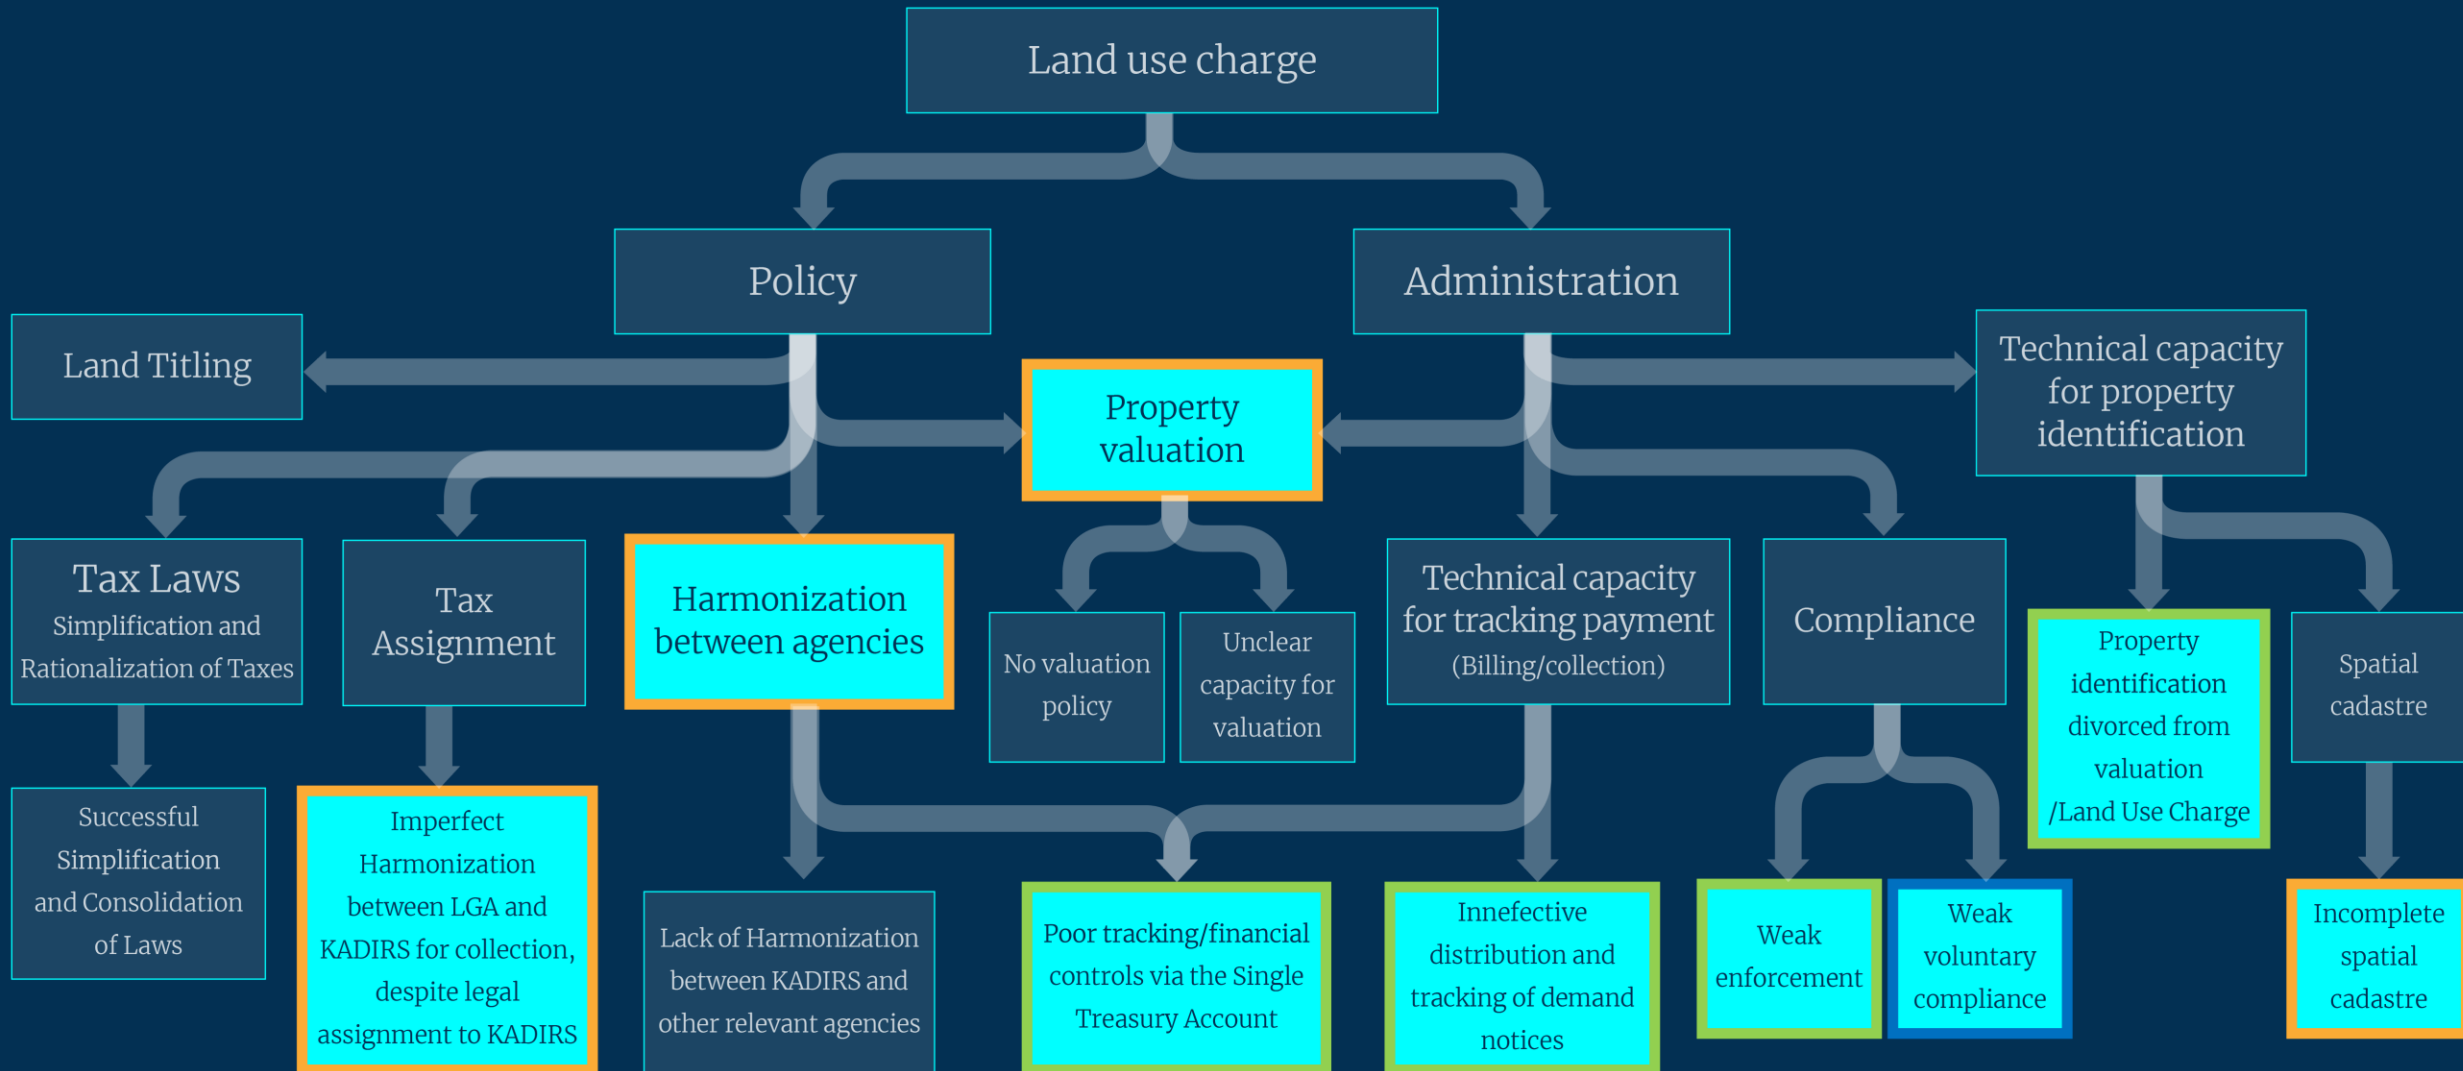 Land use charge
Policy
Administration
Land Titling
Property
valuation
Technical capacity
for property
identification
Tax Laws
Simplification and
Rationalization of Taxes
Tax
Assignment
Harmonization
between agencies
No valuation
policy
Unclear
capacity for
valuation
Technical capacity
for tracking payment
(Billing/collection)
Compliance
Property
identification
divorced from
valuation
/Land Use Charge
Spatial
cadastre
Successful
Simplification
and Consolidation
of Laws
Imperfect
Harmonization
between LGA and
KADIRS for collection,
despite legal
assignment to KADIRS
Lack of Harmonization
between KADIRS and
other relevant agencies
Poor tracking/financial
controls via the Single
Treasury Account
Innefective
distribution and
tracking of demand
notices
Weak
enforcement
Weak
voluntary
compliance
Incomplete
spatial
cadastre